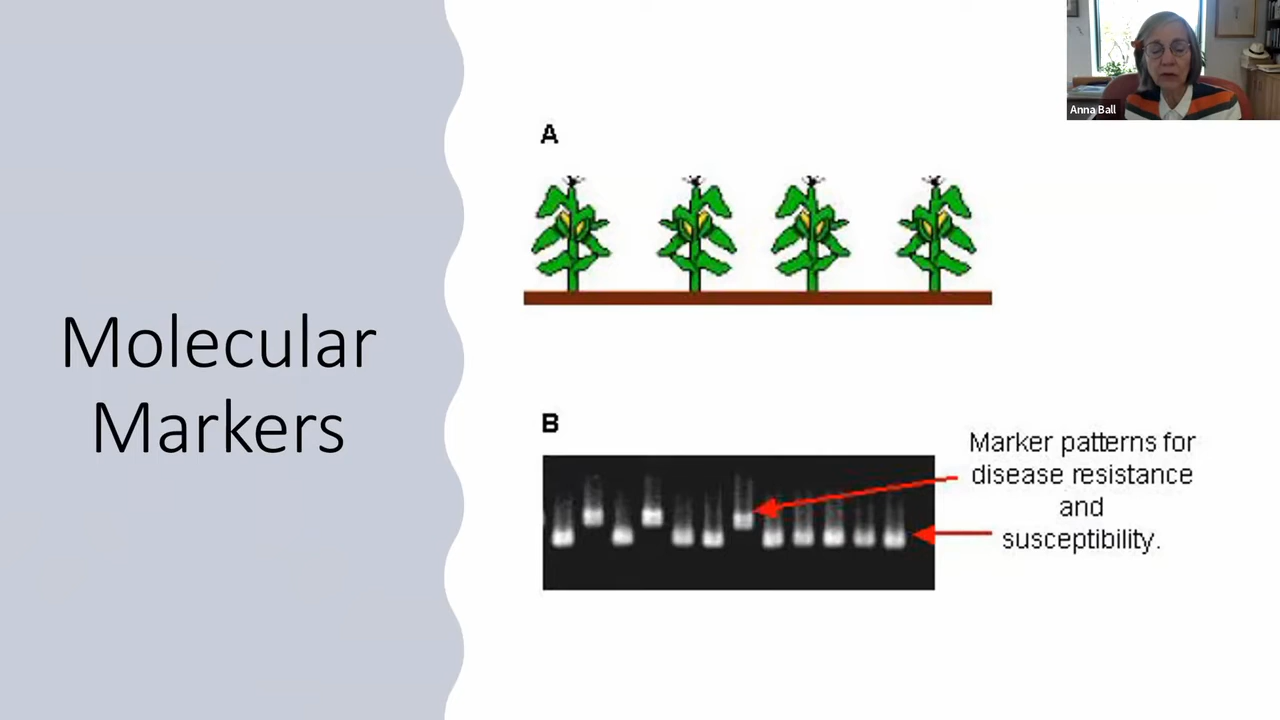 Molecular
Markers
A
B
Marker patterns for
disease resistance
and
susceptibility.
Anna Ball